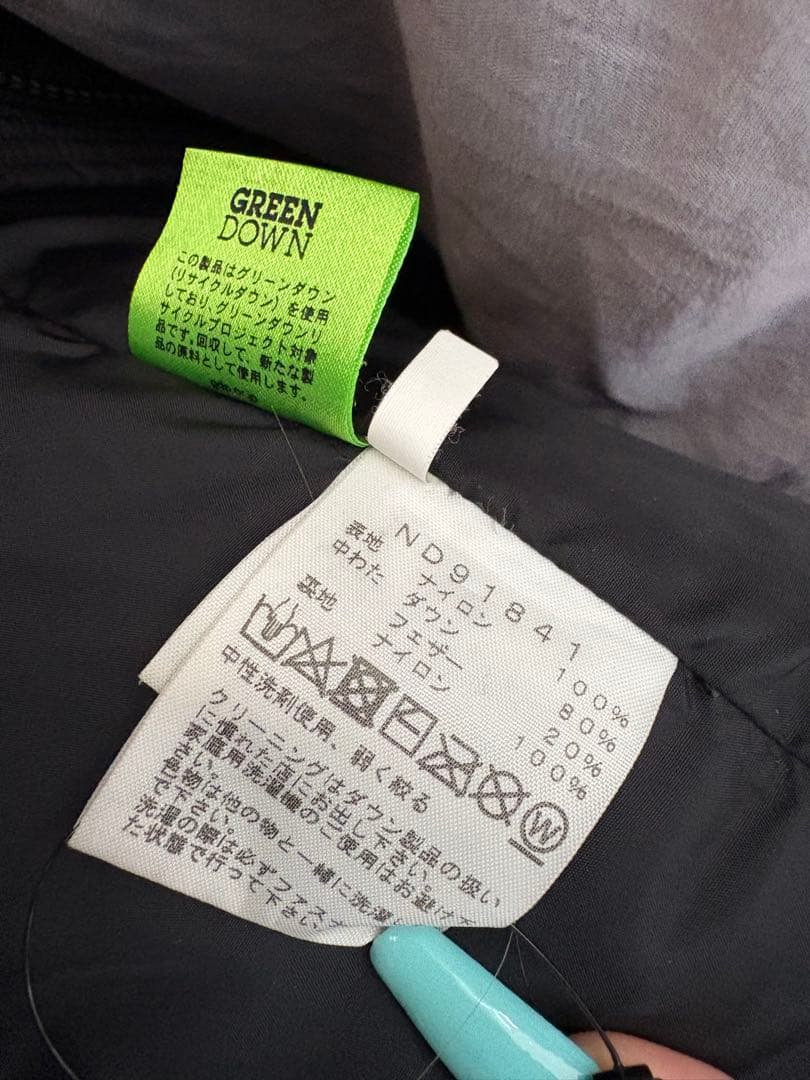 GREEN
DOWN
この製品はグリーンダウン
(リサイクルダウン)を使用
しており、グリーンダウンリ
サイクルプロジェクト対象
品です。回収して、新たな製
品の原料として使用します。
ND91841
表地 ナイロン 100%
中わた ダウン 80%
フェザー 20%
裏地 ナイロン 100%
W
中性洗剤使用、弱く絞る
クリーニングはダウン製品の扱い
に慣れた店にお出し下さい。
家庭用洗濯機のご使用はお避け下
さい。
色物は他の物と一緒に洗濯し
で下さい。
洗濯の際は必ずファスナ
た状態で行って下さい